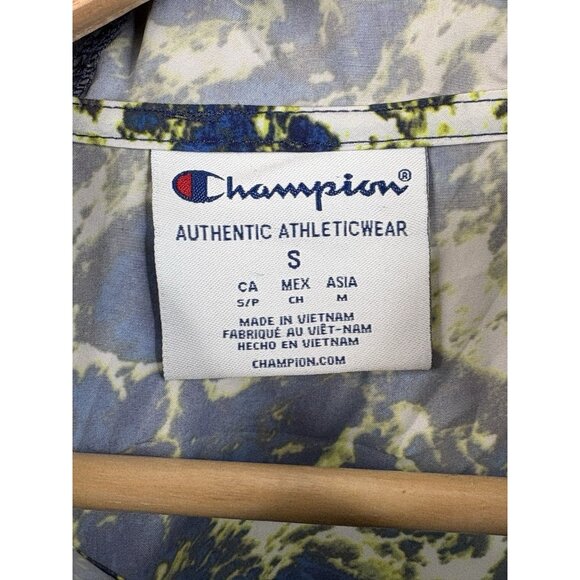 Champion®
AUTHENTIC ATHLETICWEAR
S
CA MEX ASIA
S/P CH M
MADE IN VIETNAM
FABRIQUÉ AU VIÊT-NAM
HECHO EN VIETNAM
CHAMPION.COM